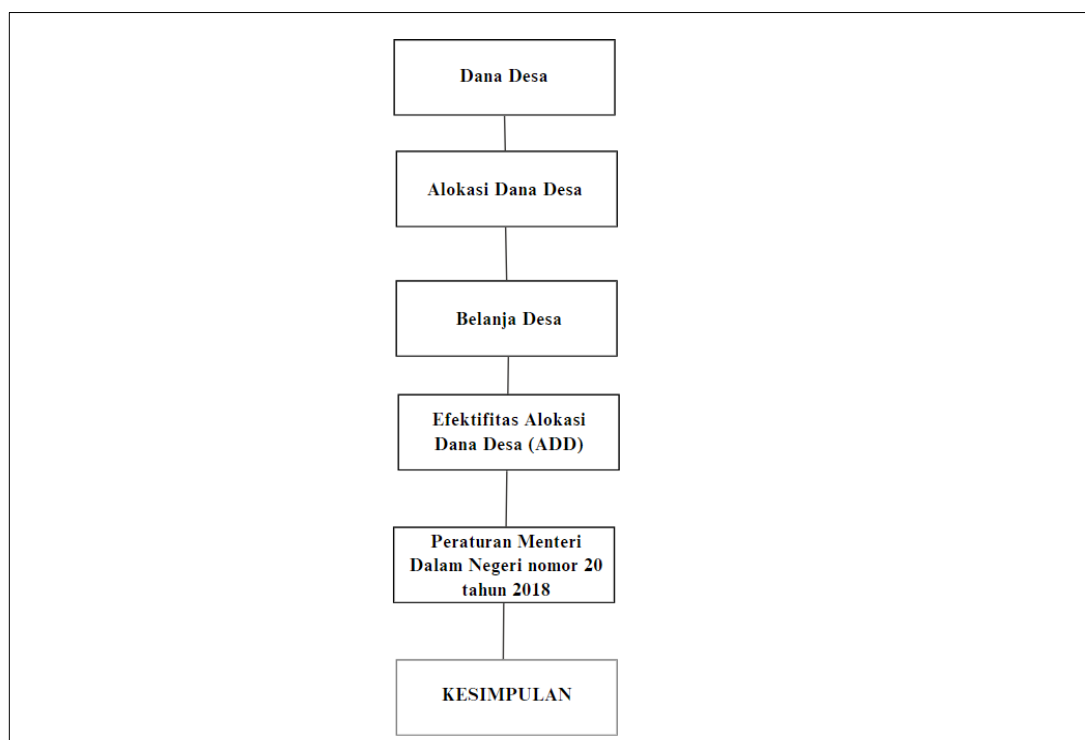 Dana Desa
Alokasi Dana Desa
Belanja Desa
Efektifitas Alokasi
Dana Desa (ADD)
Peraturan Menteri
Dalam Negeri nomor 20
tahun 2018
KESIMPULAN